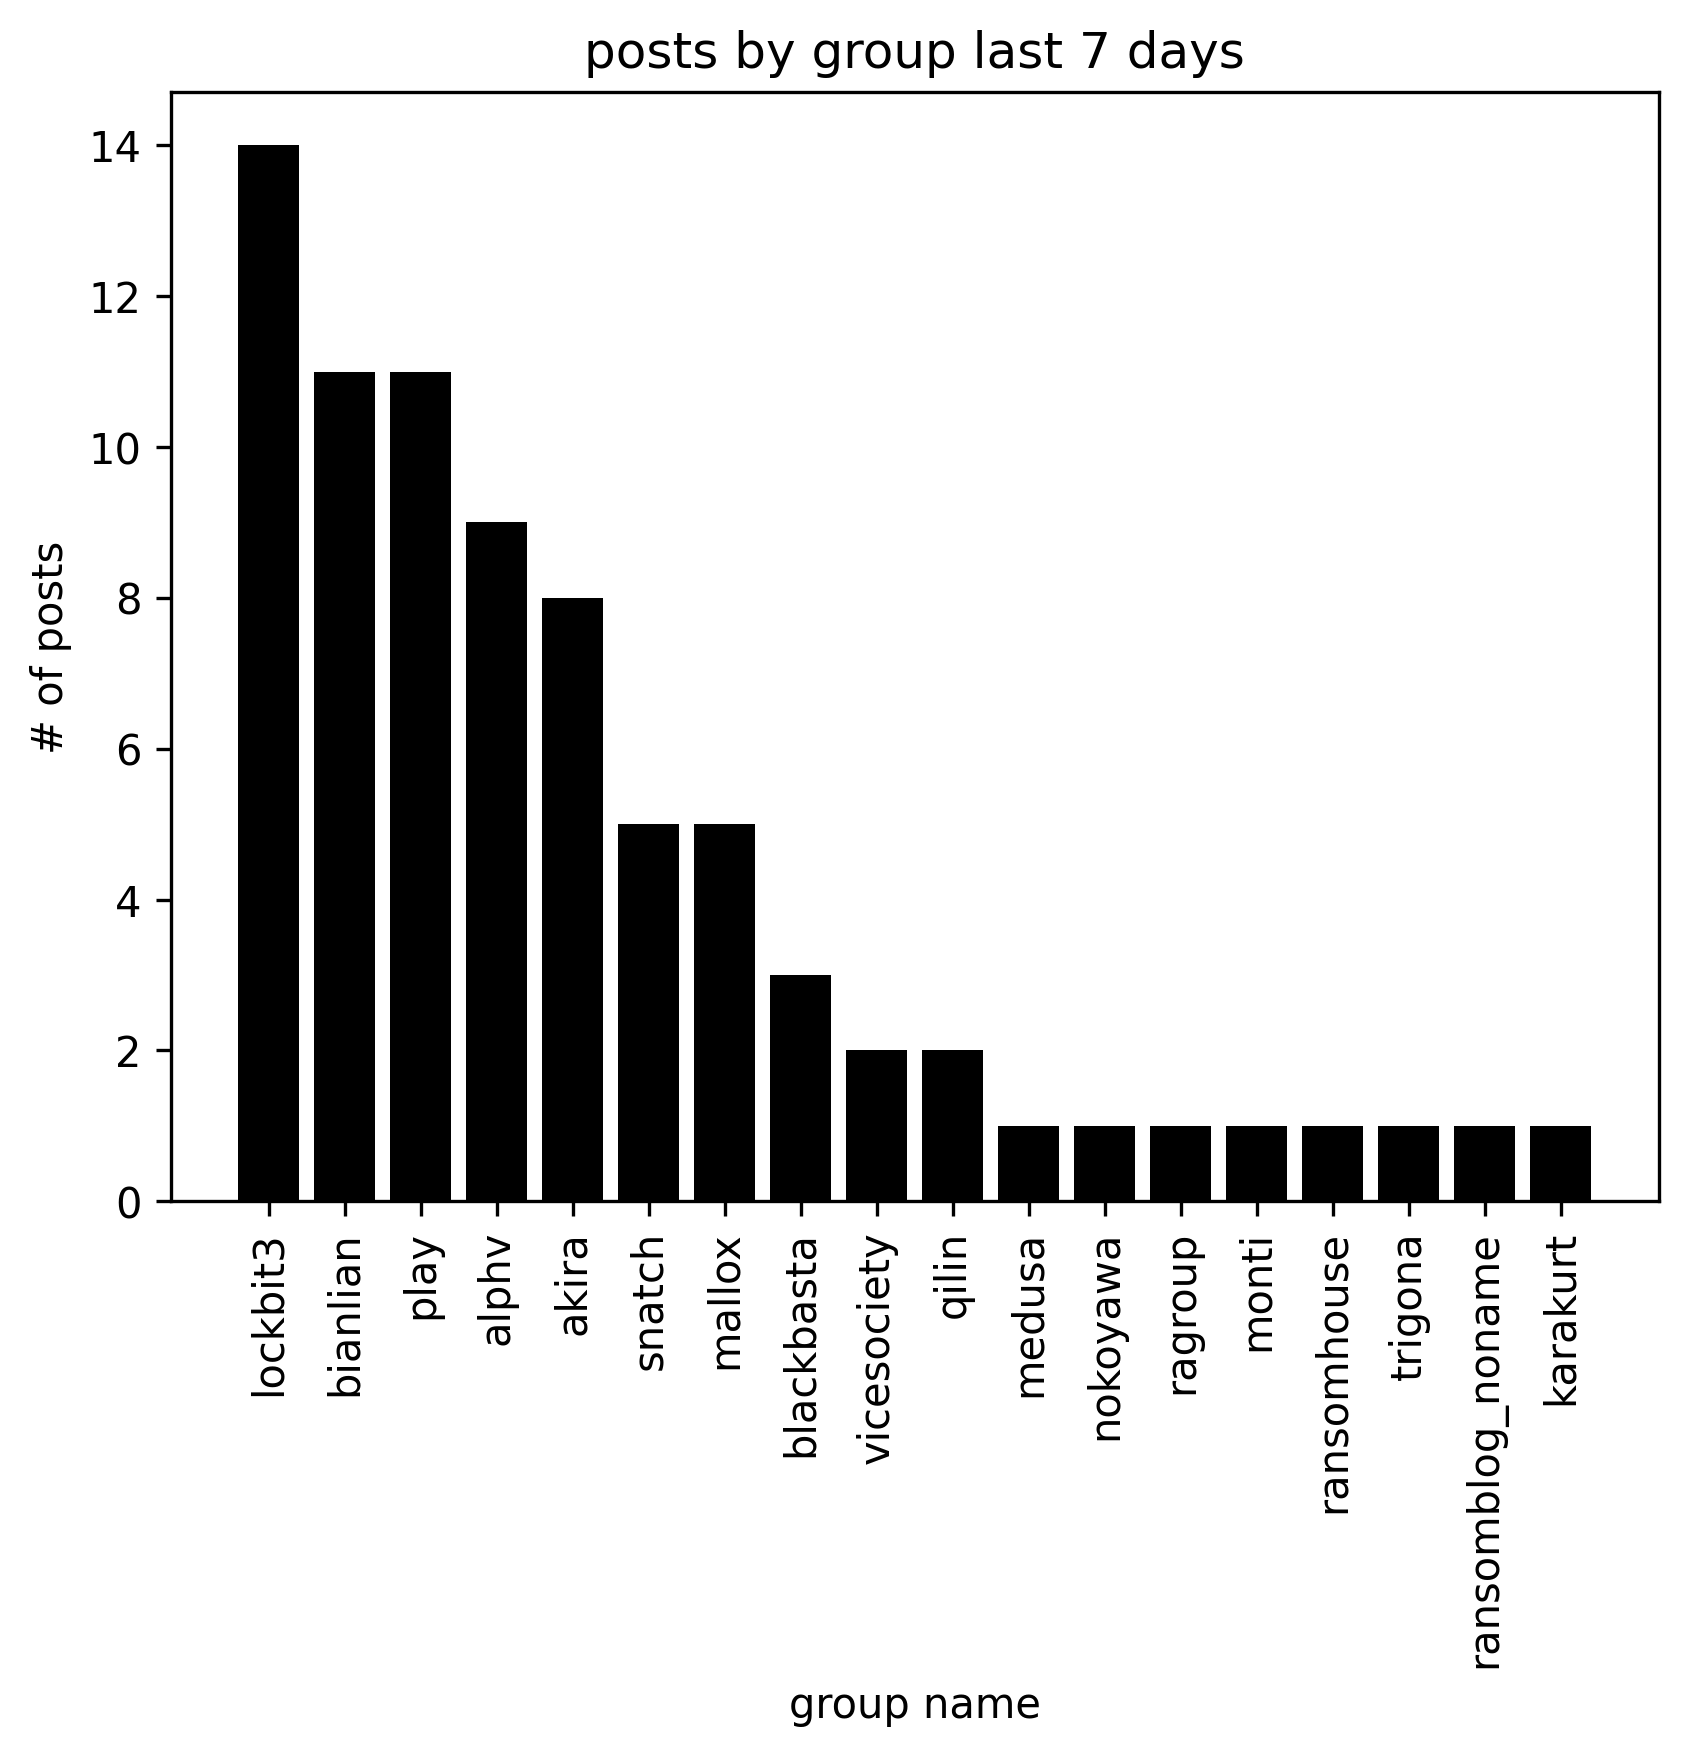 posts by group last 7 days
14
12
10
8
6
4
2
0
# of posts
lockbit3
bianlian
play
alphv
akira
snatch
mallox
blackbasta
vicesociety
qilin
medusa
nokoyawa
ragroup
monti
ransomhouse
trigona
ransomblog_noname
karakurt
group name